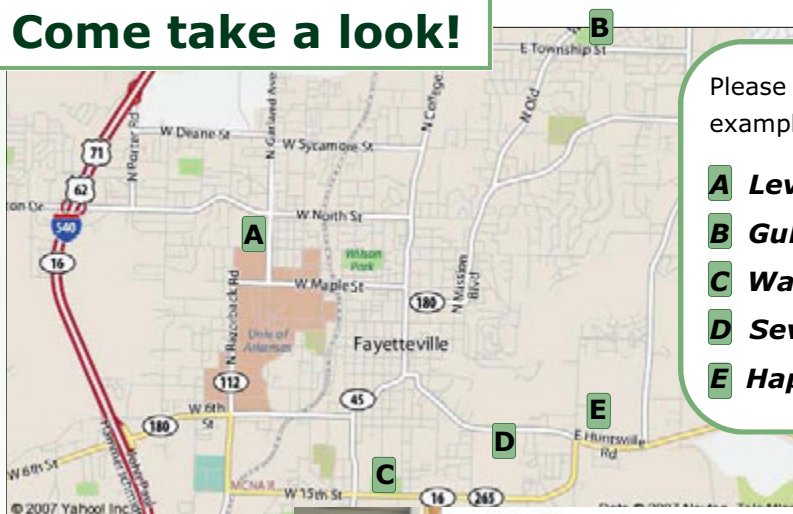 Come take a look!
B
E Township St
Please
exampl
N Porter Rd
W Deane St
N Garland Ave
W Sycamore St
N College
N Old
71
62
540
16
W North St
A
Wilson
Park
N Razorback Rd
W Maple St
180
N Mission
Blvd
Univ of
Arkansas
Fayetteville
112
45
W 6th
St
180
W 6th St
E
D
E Huntsville
Rd
C
MCNAIR
W 15th St
16
265
© 2007 Yahoo! Inc
A Lev
B Gul
C Wa
D Sev
E Hap